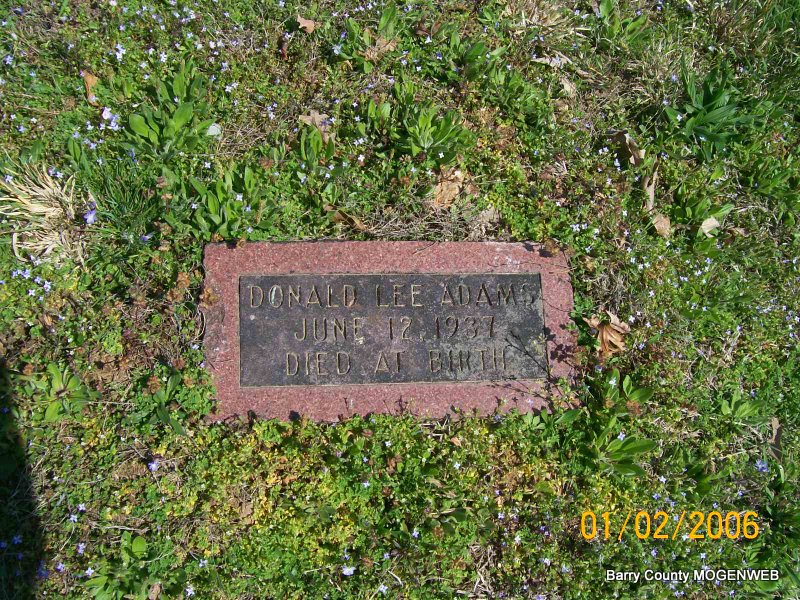 DONALD LEE ADAMS
JUNE 12, 1937
DIED AT BIRTH
01/02/2006
Barry County MOGENWEB